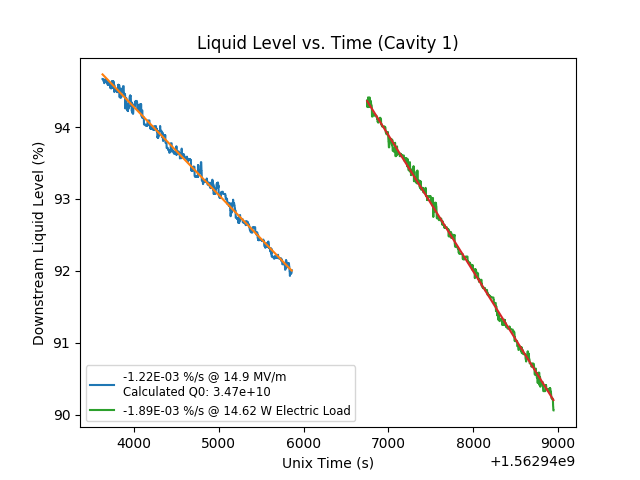 Liquid Level vs. Time (Cavity 1)
Downstream Liquid Level (%)
94
93
92
91
90
-1.22E-03 %/s @ 14.9 MV/m
Calculated Q0: 3.47e+10
-1.89E-03 %/s @ 14.62 W Electric Load
4000 5000 6000 7000 8000 9000
+1.56294e9
Unix Time (s)